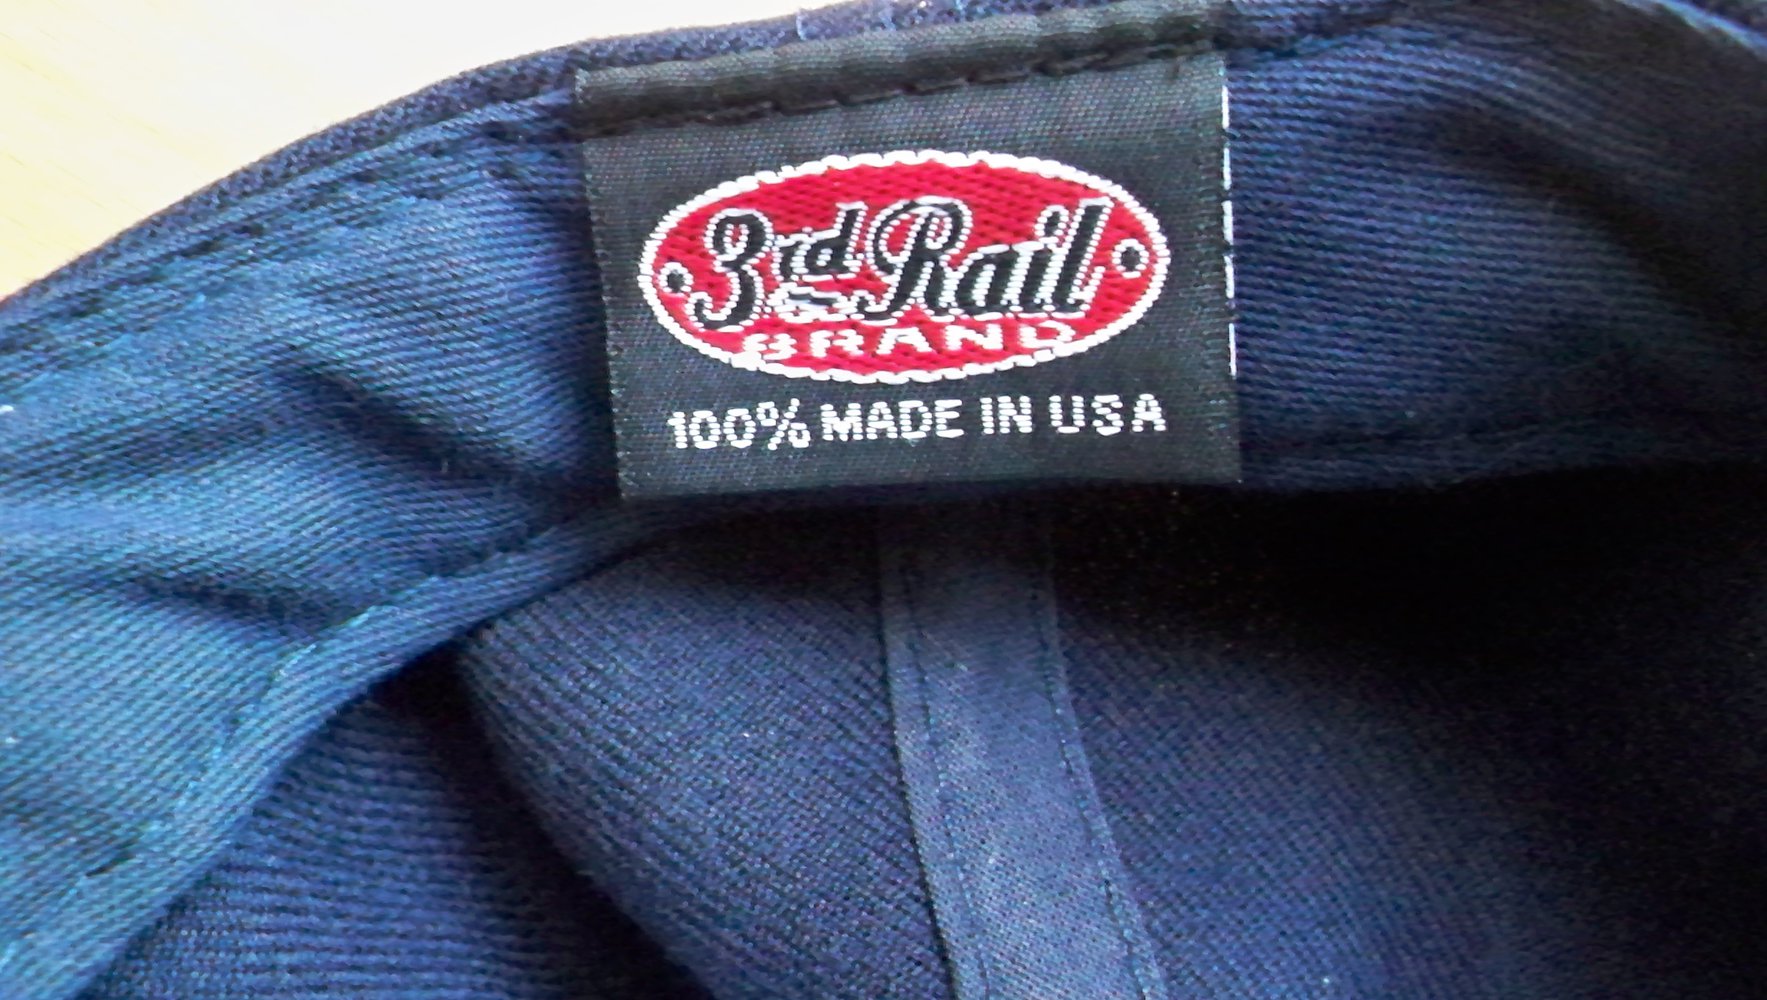 3rd Rail
BRAND
100% MADE IN USA